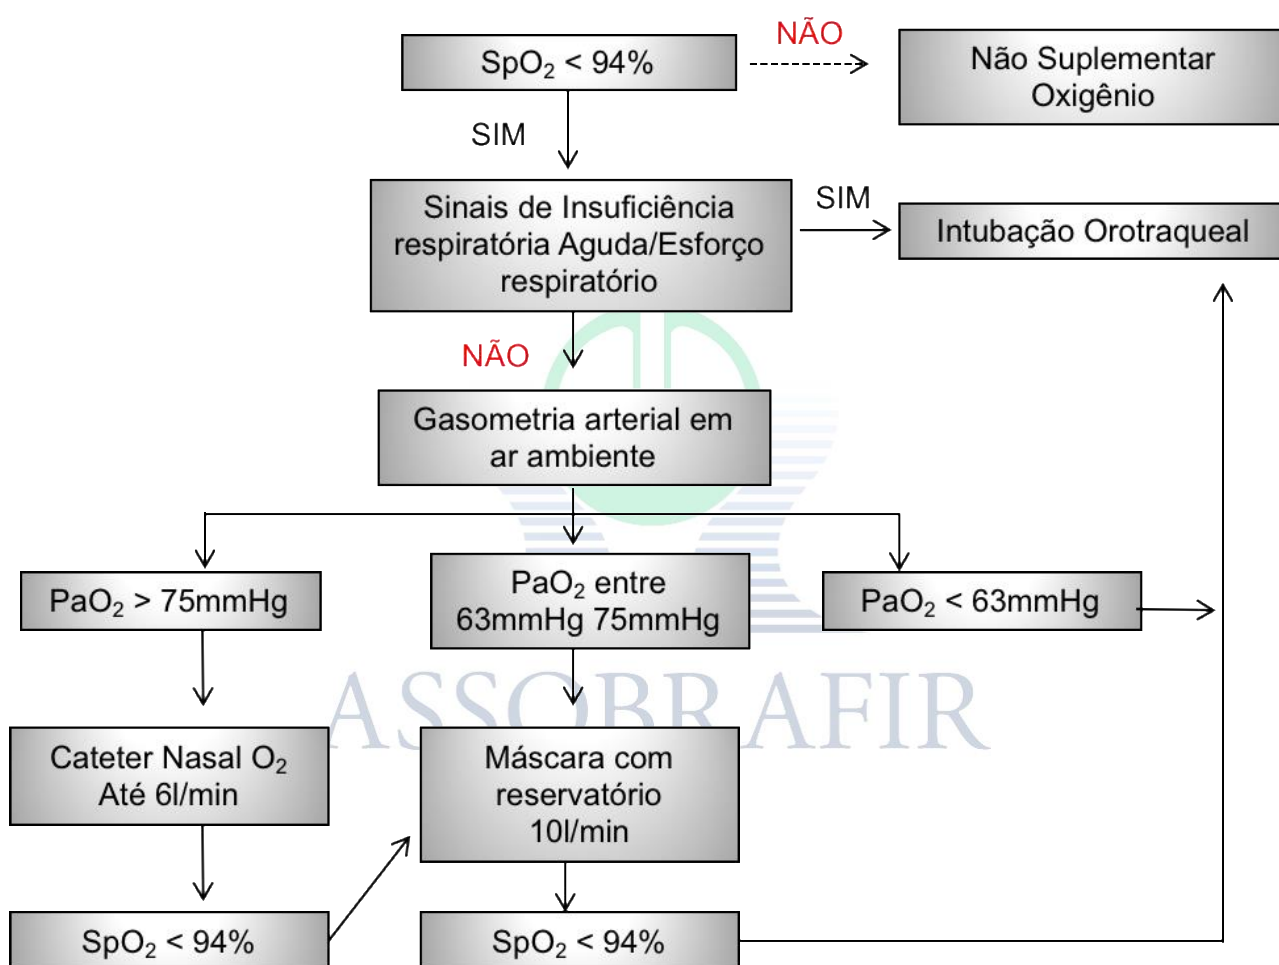 SpO₂ < 94%
NÃO
Não Suplementar
Oxigênio
SIM
Sinais de Insuficiência
respiratória Aguda/Esforço
respiratório
SIM
Intubação Orotraqueal
NÃO
Gasometria arterial em
ar ambiente
PaO₂ > 75mmHg
PaO₂ entre
63mmHg 75mmHg
PaO₂ < 63mmHg
ASSOBRAFIR
Cateter Nasal O₂
Até 6l/min
Máscara com
reservatório
10l/min
SpO₂ < 94%
SpO₂ < 94%